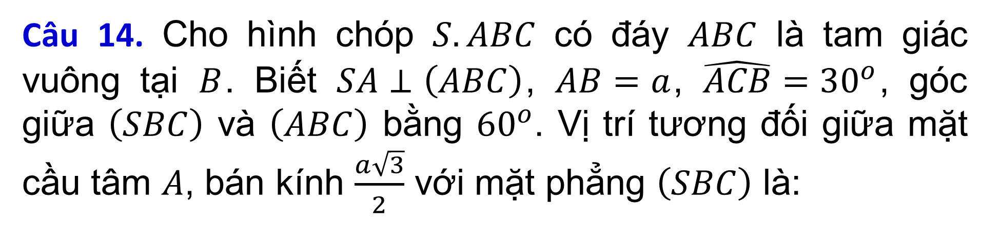 Câu 14. Cho hình chóp S.ABC có đáy ABC là tam giác
vuông tại B. Biết SA ⊥ (ABC), AB = a, \widehat{ACB} = 30°, góc
giữa (SBC) và (ABC) bằng 60°. Vị trí tương đối giữa mặt
cầu tâm A, bán kính \frac{a\sqrt{3}}{2} với mặt phẳng (SBC) là: